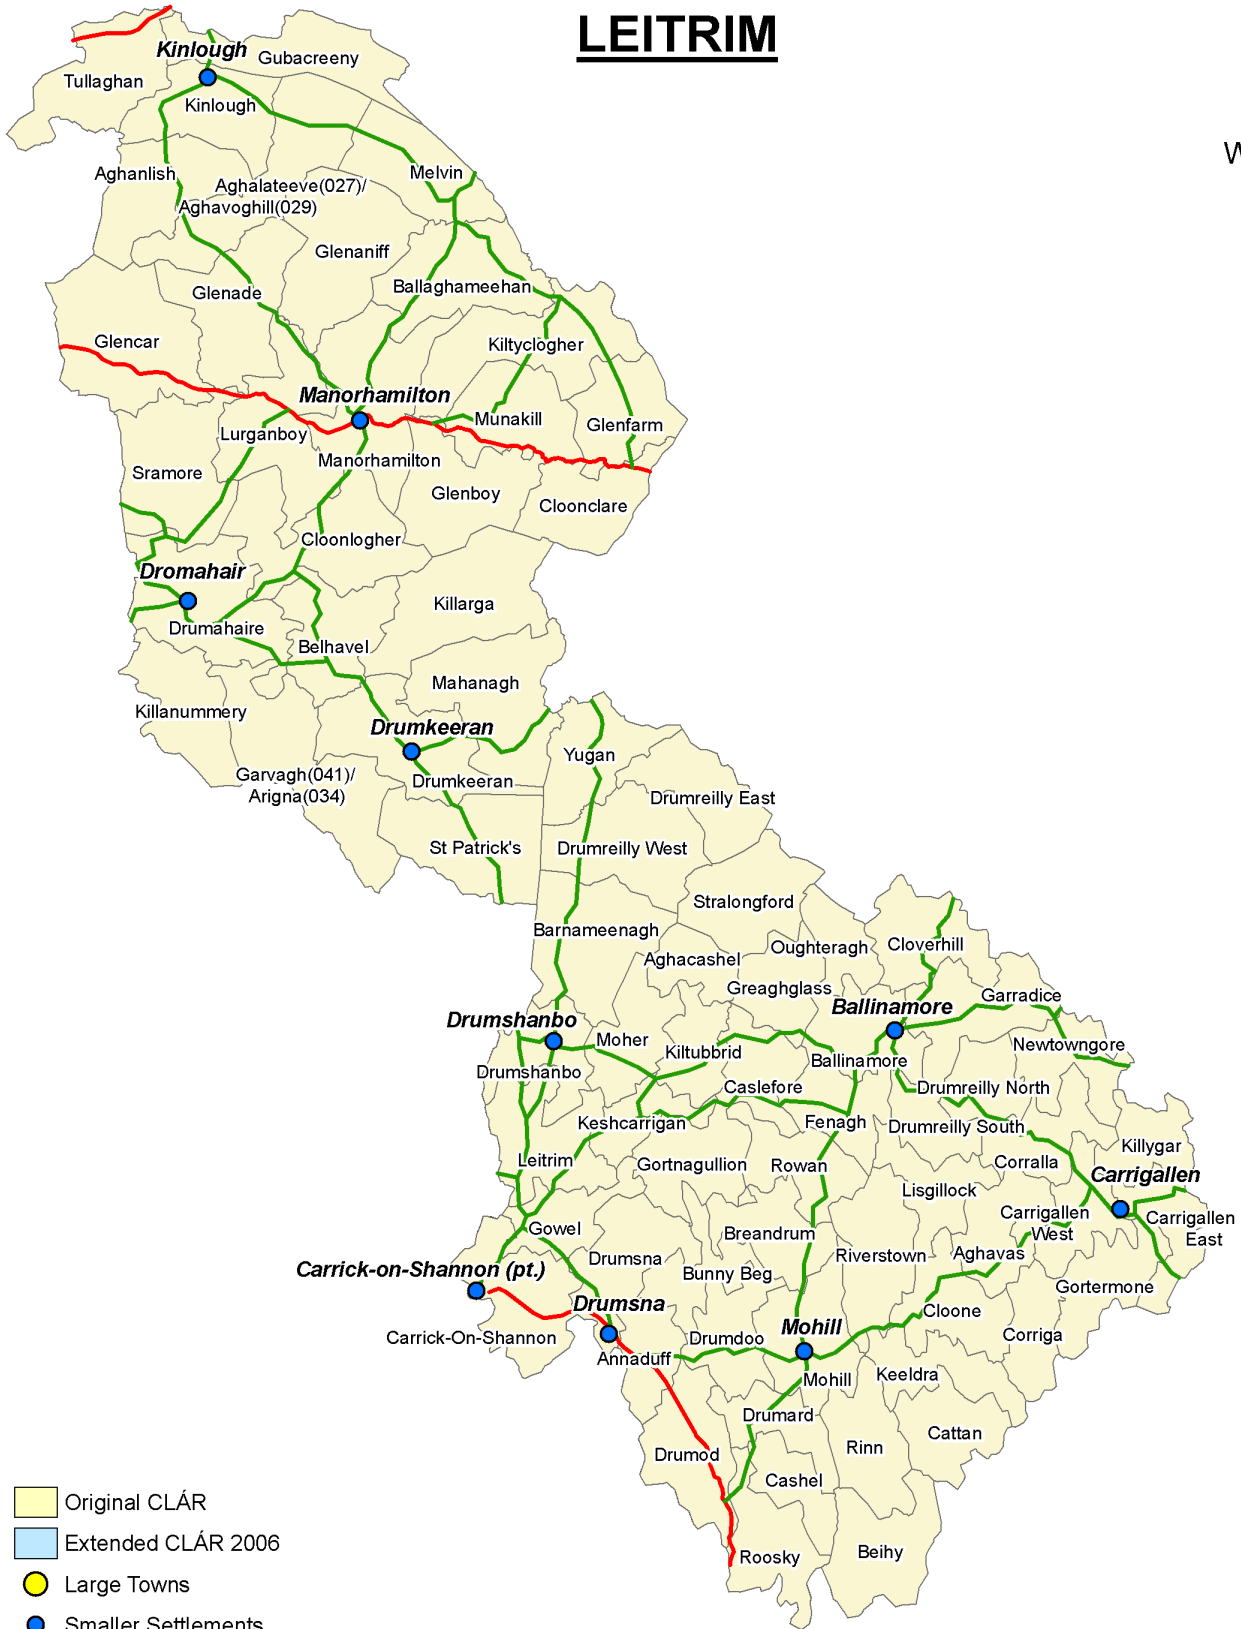 LEITRIM
W
Kinlough
Gubacreeny
Tullaghan
Kinlough
Aghanlish
Melvin
Aghalateeve(027)/
Aghavoghill(029)
Glenaniff
Ballaghameehan
Glenade
Glencar
Kiltyclogher
Manorhamilton
Munakill
Glenfarm
Lurganboy
Manorhamilton
Sramore
Glenboy
Cloonclare
Cloonlogher
Dromahair
Killarga
Drumahaire
Belhavel
Mahanagh
Killanummery
Drumkeeran
Yugan
Garvagh(041)/
Arigna(034)
Drumkeeran
Drumreilly East
St Patrick's
Drumreilly West
Stralongford
Barnameenagh
Oughteragh
Cloverhill
Aghacashel
Greaghglass
Garradice
Ballinamore
Drumshanbo
Moher
Kiltubbrid
Newtowngore
Ballinamore
Drumshanbo
Caslefore
Drumreilly North
Keshcarrigan
Fenagh
Drumreilly South
Killygar
Leitrim
Gortnagullion
Rowan
Corralla
Carrigallen
Lisgillock
Carrigallen
West
Carrigallen
East
Gowel
Breandrum
Drumsna
Riverstown
Aghavas
Carrick-on-Shannon (pt.)
Bunny Beg
Gortermone
Drumsna
Cloone
Carrick-On-Shannon
Drumdoo
Mohill
Corriga
Annaduff
Mohill
Keeldra
Drumard
Cattan
Drumod
Rinn
Cashel
Roosky
Beihy
Original CLÁR
Extended CLÁR 2006
Large Towns
Smaller Settlements